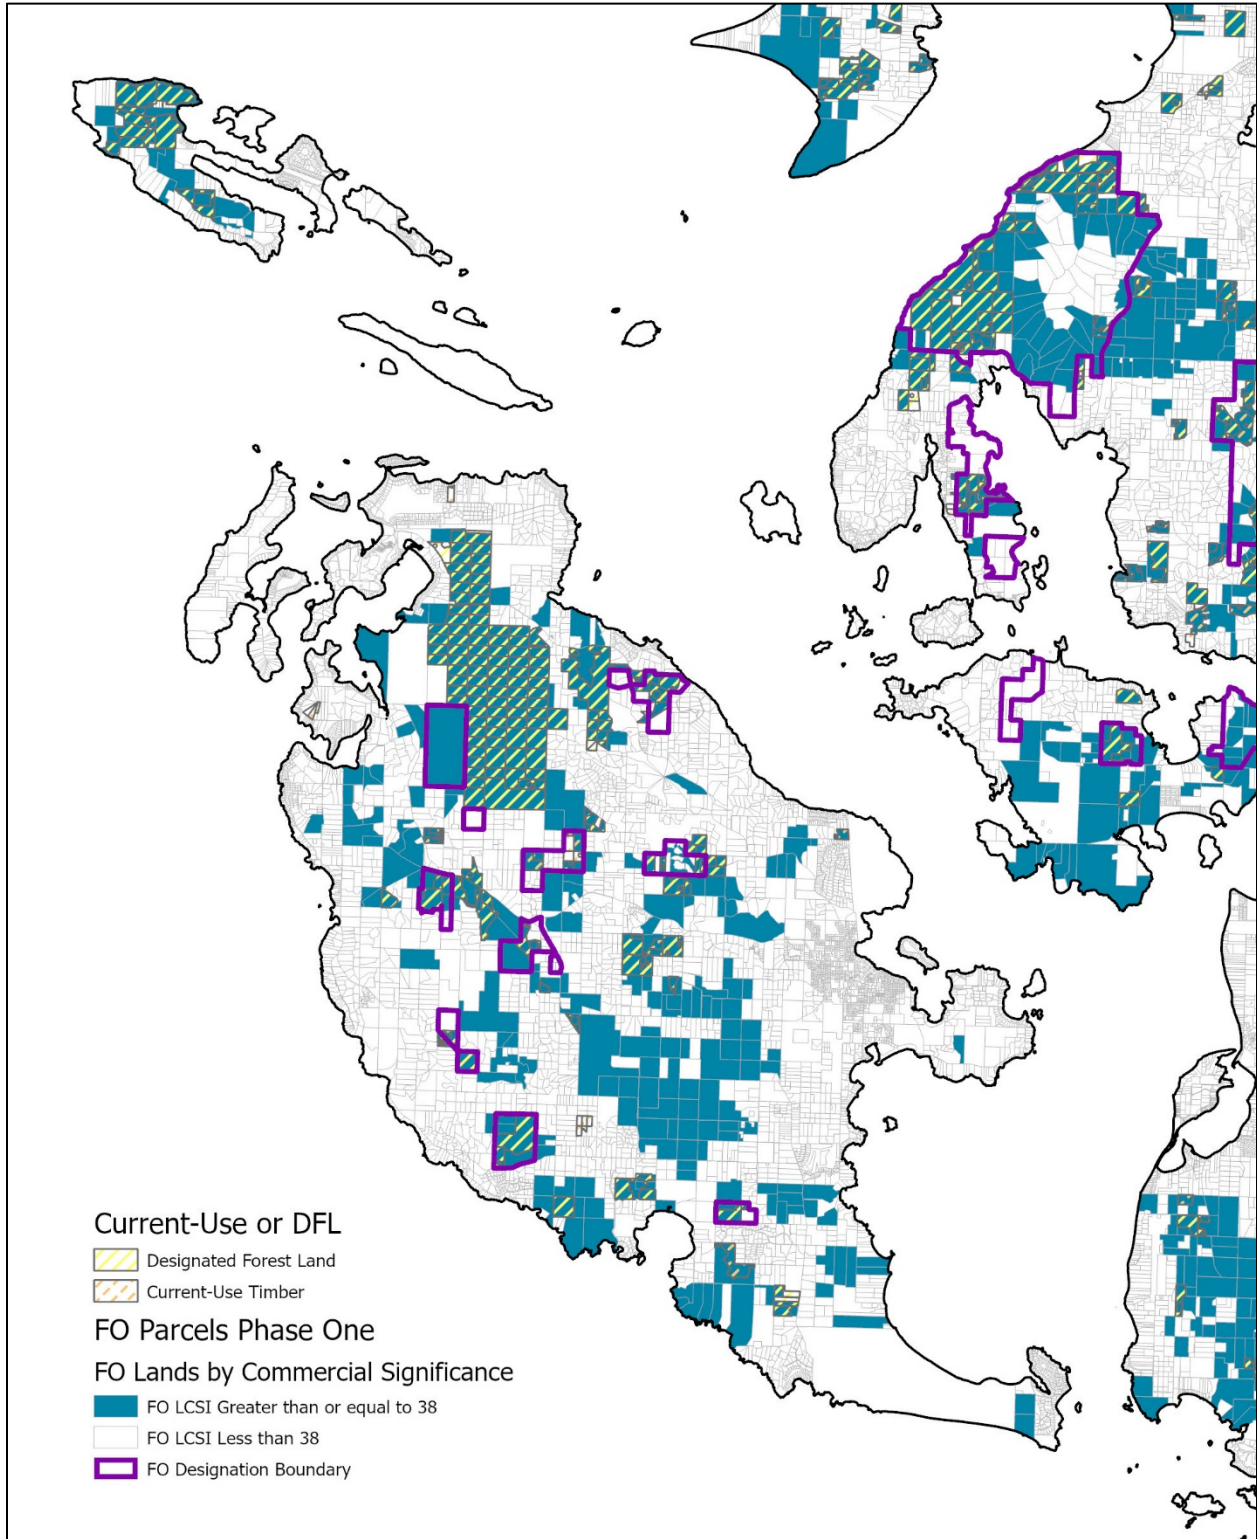 Current-Use or DFL
Designated Forest Land
Current-Use Timber
FO Parcels Phase One
FO Lands by Commercial Significance
FO LCSI Greater than or equal to 38
FO LCSI Less than 38
FO Designation Boundary